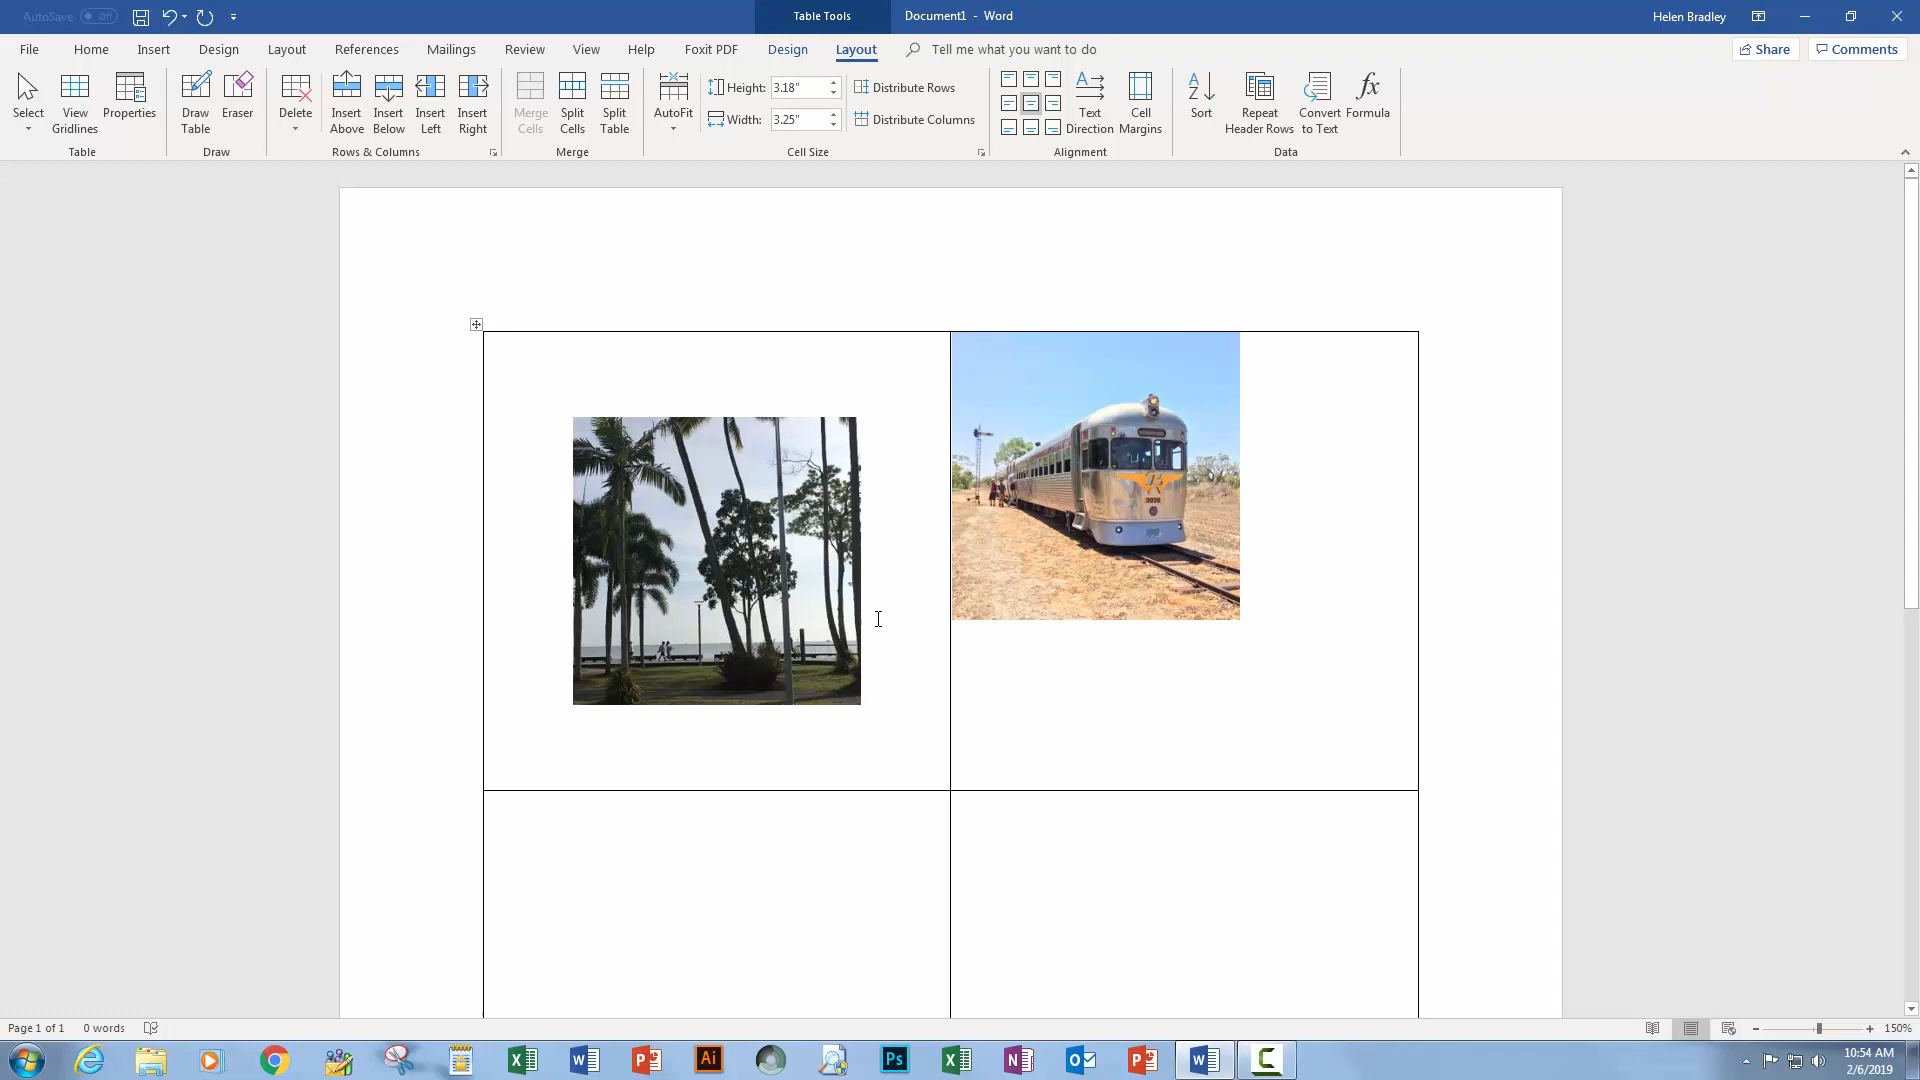 AutoSave Off
Table Tools
Document1 - Word
Helen Bradley
File Home Insert Design Layout References Mailings Review View Help Foxit PDF Design Layout Tell me what you want to do Share Comments
Select View Gridlines Properties
Draw Table Eraser
Delete Insert Above Insert Below Insert Left Insert Right
Merge Cells Split Cells Split Table
AutoFit
Height: 3.18" Distribute Rows
Width: 3.25" Distribute Columns
Text Direction Cell Margins
Sort Repeat Header Rows Convert to Text Formula
Table Draw Rows & Columns Merge Cell Size Alignment Data
Page 1 of 1 0 words
150%
10:54 AM
2/6/2019